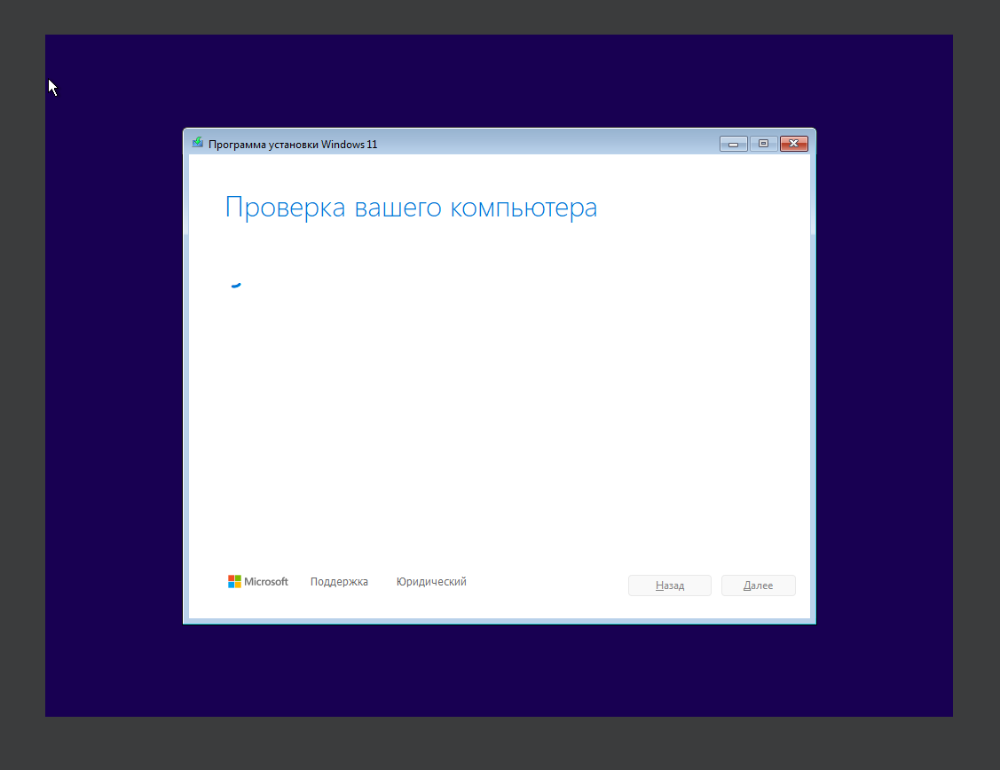 Программа установки Windows 11
Проверка вашего компьютера
Microsoft Поддержка Юридический Назад Далее